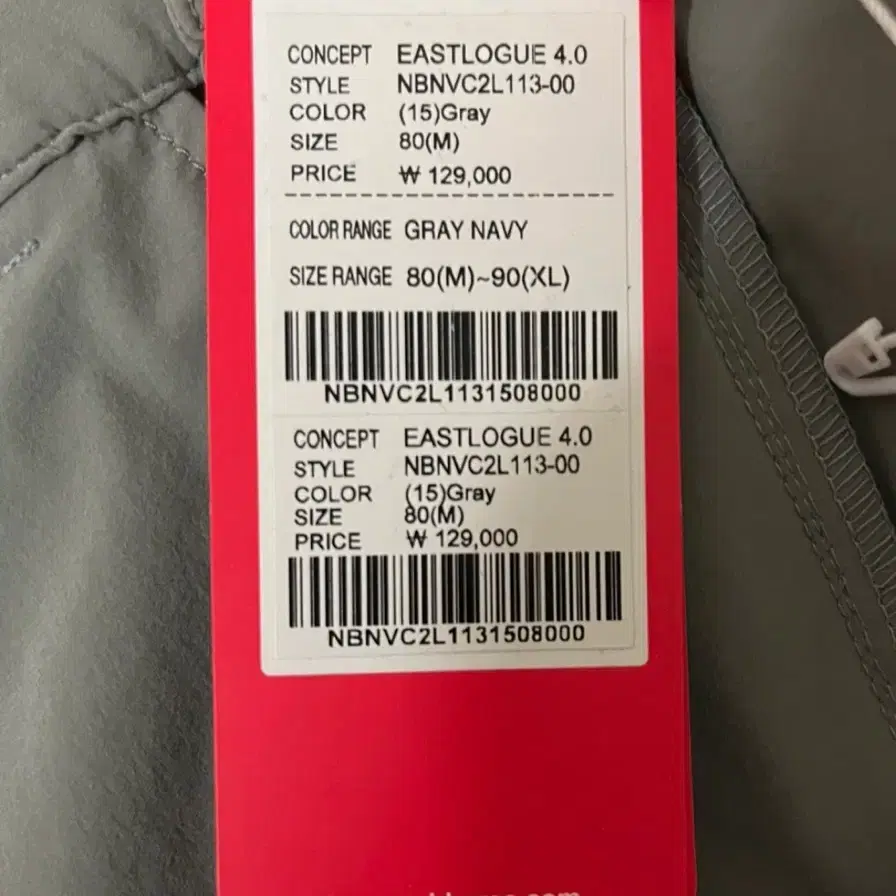 CONCEPT EASTLOGUE 4.0
STYLE NBNVC2L113-00
COLOR (15)Gray
SIZE 80(M)
PRICE ₩ 129,000
COLOR RANGE GRAY NAVY
SIZE RANGE 80(M)~90(XL)
NBNVC2L1131508000
CONCEPT EASTLOGUE 4.0
STYLE NBNVC2L113-00
COLOR (15)Gray
SIZE 80(M)
PRICE ₩ 129,000
NBNVC2L1131508000